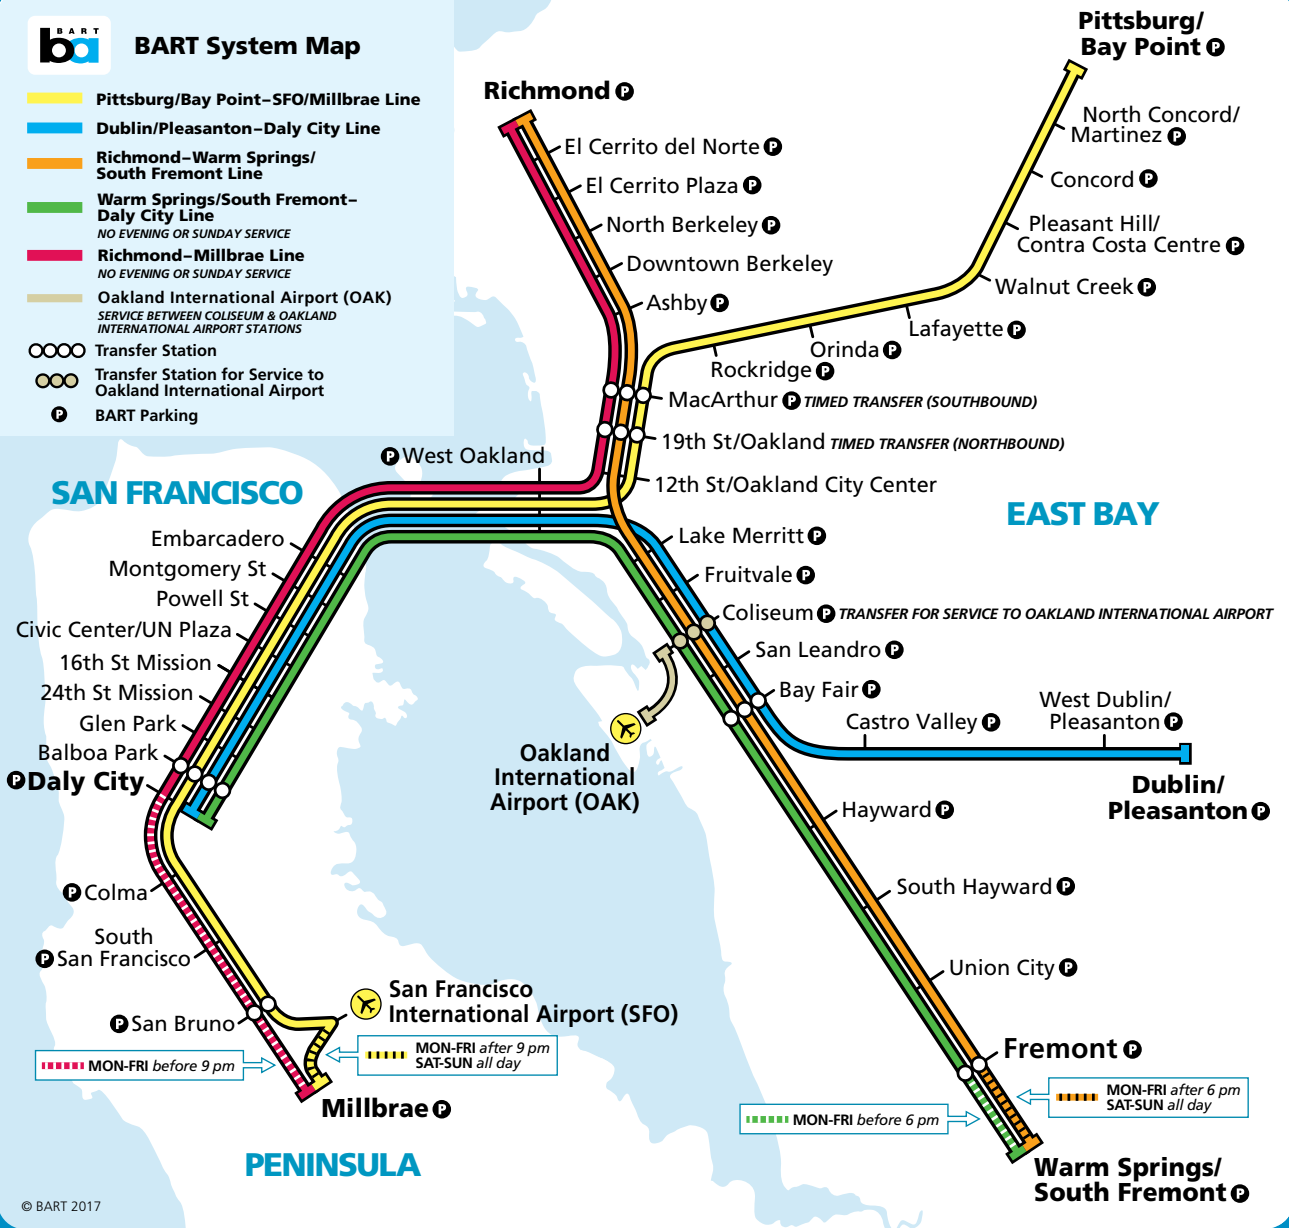 BART
ba
BART System Map
Pittsburg/Bay Point–SFO/Millbrae Line
Dublin/Pleasanton–Daly City Line
Richmond–Warm Springs/
South Fremont Line
Warm Springs/South Fremont–
Daly City Line
NO EVENING OR SUNDAY SERVICE
Richmond–Millbrae Line
NO EVENING OR SUNDAY SERVICE
Oakland International Airport (OAK)
SERVICE BETWEEN COLISEUM & OAKLAND
INTERNATIONAL AIRPORT STATIONS
Transfer Station
Transfer Station for Service to
Oakland International Airport
P BART Parking
Pittsburg/
Bay Point P
North Concord/
Martinez P
Concord P
Pleasant Hill/
Contra Costa Centre P
Walnut Creek P
Lafayette P
Orinda P
Rockridge P
Richmond P
El Cerrito del Norte P
El Cerrito Plaza P
North Berkeley P
Downtown Berkeley
Ashby P
MacArthur P TIMED TRANSFER (SOUTHBOUND)
19th St/Oakland TIMED TRANSFER (NORTHBOUND)
12th St/Oakland City Center
P West Oakland
SAN FRANCISCO
EAST BAY
Embarcadero
Montgomery St
Powell St
Civic Center/UN Plaza
16th St Mission
24th St Mission
Glen Park
Balboa Park
P Daly City
P Colma
South
P San Francisco
P San Bruno
San Francisco
International Airport (SFO)
MON-FRI before 9 pm
MON-FRI after 9 pm
SAT-SUN all day
Millbrae P
PENINSULA
Lake Merritt P
Fruitvale P
Coliseum P TRANSFER FOR SERVICE TO OAKLAND INTERNATIONAL AIRPORT
San Leandro P
Bay Fair P
Oakland
International
Airport (OAK)
Castro Valley P
West Dublin/
Pleasanton P
Dublin/
Pleasanton P
Hayward P
South Hayward P
Union City P
Fremont P
MON-FRI after 6 pm
SAT-SUN all day
MON-FRI before 6 pm
Warm Springs/
South Fremont P
© BART 2017